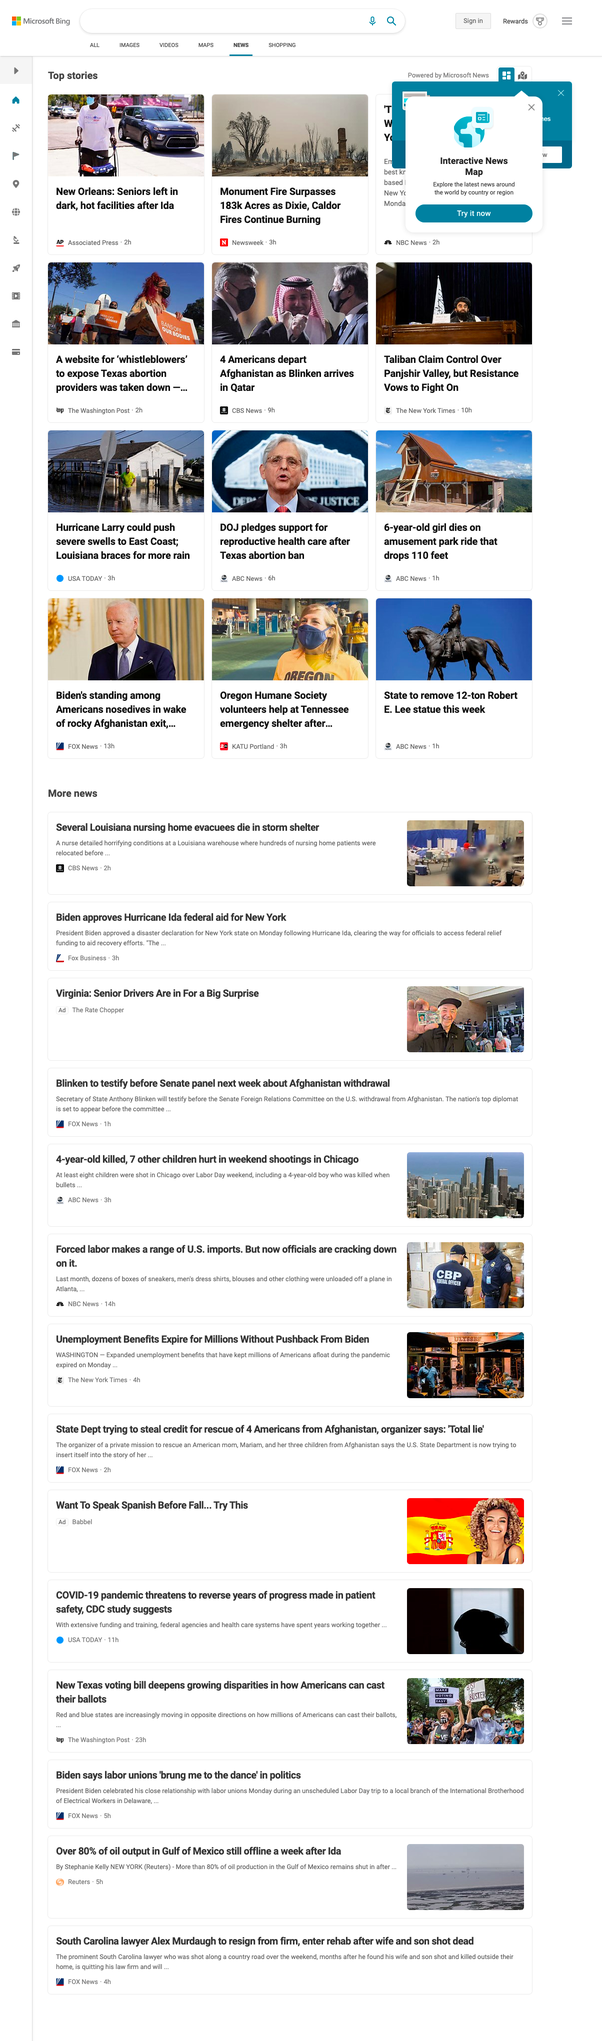 Microsoft Bing
Sign in
Rewards
ALL
IMAGES
VIDEOS
MAPS
NEWS
SHOPPING
Top stories
Powered by Microsoft News
Interactive News
Map
Explore the latest news around
the world by country or region
Try it now
New Orleans: Seniors left in
dark, hot facilities after Ida
AP Associated Press · 2h
Monument Fire Surpasses
183k Acres as Dixie, Caldor
Fires Continue Burning
N Newsweek · 3h
NBC News · 2h
A website for ‘whistleblowers’
to expose Texas abortion
providers was taken down —...
wp The Washington Post · 2h
4 Americans depart
Afghanistan as Blinken arrives
in Qatar
CBS News · 9h
Taliban Claim Control Over
Panjshir Valley, but Resistance
Vows to Fight On
The New York Times · 10h
Hurricane Larry could push
severe swells to East Coast;
Louisiana braces for more rain
USA TODAY · 3h
DOJ pledges support for
reproductive health care after
Texas abortion ban
ABC News · 6h
6-year-old girl dies on
amusement park ride that
drops 110 feet
ABC News · 1h
Biden's standing among
Americans nosedives in wake
of rocky Afghanistan exit,...
FOX News · 13h
OREGON
Oregon Humane Society
volunteers help at Tennessee
emergency shelter after...
KATU Portland · 3h
State to remove 12-ton Robert
E. Lee statue this week
ABC News · 1h
More news
Several Louisiana nursing home evacuees die in storm shelter
A nurse detailed horrifying conditions at a Louisiana warehouse where hundreds of nursing home patients were
relocated before ...
CBS News · 2h
Biden approves Hurricane Ida federal aid for New York
President Biden approved a disaster declaration for New York state on Monday following Hurricane Ida, clearing the way for officials to access federal relief
funding to aid recovery efforts. "The ...
Fox Business · 3h
Virginia: Senior Drivers Are in For a Big Surprise
Ad The Rate Chopper
Blinken to testify before Senate panel next week about Afghanistan withdrawal
Secretary of State Anthony Blinken will testify before the Senate Foreign Relations Committee on the U.S. withdrawal from Afghanistan. The nation's top diplomat
is set to appear before the committee ...
FOX News · 1h
4-year-old killed, 7 other children hurt in weekend shootings in Chicago
At least eight children were shot in Chicago over Labor Day weekend, including a 4-year-old boy who was killed when
bullets ...
ABC News · 3h
Forced labor makes a range of U.S. imports. But now officials are cracking down
on it.
Last month, dozens of boxes of sneakers, men's dress shirts, blouses and other clothing were unloaded off a plane in
Atlanta, ...
NBC News · 14h
CBP
Unemployment Benefits Expire for Millions Without Pushback From Biden
WASHINGTON — Expanded unemployment benefits that have kept millions of Americans afloat during the pandemic
expired on Monday ...
The New York Times · 4h
State Dept trying to steal credit for rescue of 4 Americans from Afghanistan, organizer says: 'Total lie'
The organizer of a private mission to rescue an American mom, Mariam, and her three children from Afghanistan says the U.S. State Department is now trying to
insert itself into the story of her ...
FOX News · 2h
Want To Speak Spanish Before Fall... Try This
Ad Babbel
COVID-19 pandemic threatens to reverse years of progress made in patient
safety, CDC study suggests
With extensive funding and training, federal agencies and health care systems have spent years working together ...
USA TODAY · 11h
New Texas voting bill deepens growing disparities in how Americans can cast
their ballots
Red and blue states are increasingly moving in opposite directions on how millions of Americans can cast their ballots,
...
wp The Washington Post · 23h
Biden says labor unions 'brung me to the dance' in politics
President Biden celebrated his close relationship with labor unions Monday during an unscheduled Labor Day trip to a local branch of the International Brotherhood
of Electrical Workers in Delaware, ...
FOX News · 5h
Over 80% of oil output in Gulf of Mexico still offline a week after Ida
By Stephanie Kelly NEW YORK (Reuters) - More than 80% of oil production in the Gulf of Mexico remains shut in after ...
Reuters · 5h
South Carolina lawyer Alex Murdaugh to resign from firm, enter rehab after wife and son shot dead
The prominent South Carolina lawyer who was shot along a country road over the weekend, months after he found his wife and son shot and killed outside their
home, is quitting his law firm and will ...
FOX News · 4h